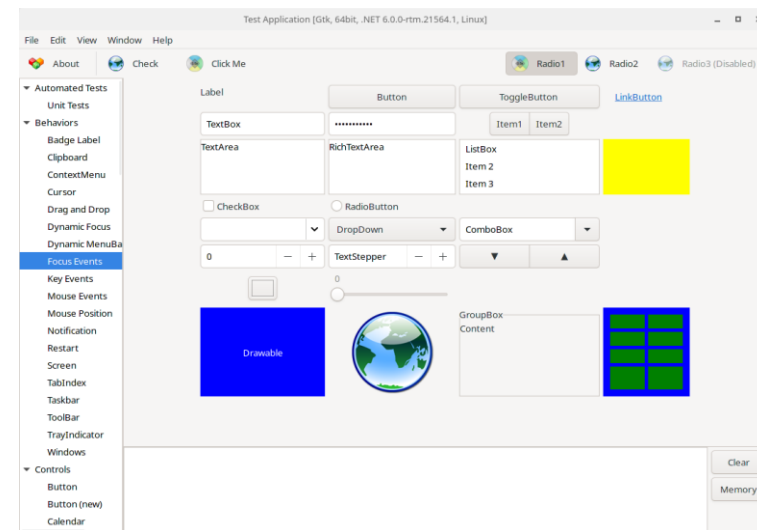 Test Application [Gtk, 64bit, .NET 6.0.0-rtm.21564.1, Linux]
File Edit View Window Help
About Check Click Me Radio1 Radio2 Radio3 (Disabled)
Automated Tests
Unit Tests
Behaviors
Badge Label
Clipboard
ContextMenu
Cursor
Drag and Drop
Dynamic Focus
Dynamic MenuBa
Focus Events
Key Events
Mouse Events
Mouse Position
Notification
Restart
Screen
TabIndex
Taskbar
ToolBar
TrayIndicator
Windows
Controls
Button
Button (new)
Calendar
Label Button ToggleButton LinkButton
TextBox Item1 Item2
TextArea RichTextArea ListBox
Item 2
Item 3
CheckBox RadioButton
DropDown ComboBox
0 − + TextStepper − +
0
Drawable GroupBox
Content
Clear
Memory